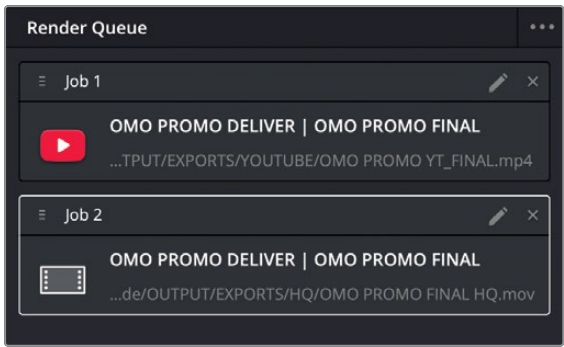 Render Queue
Job 1
OMO PROMO DELIVER | OMO PROMO FINAL
...TPUT/EXPORTS/YOUTUBE/OMO PROMO YT_FINAL.mp4
Job 2
OMO PROMO DELIVER | OMO PROMO FINAL
...de/OUTPUT/EXPORTS/HQ/OMO PROMO FINAL HQ.mov